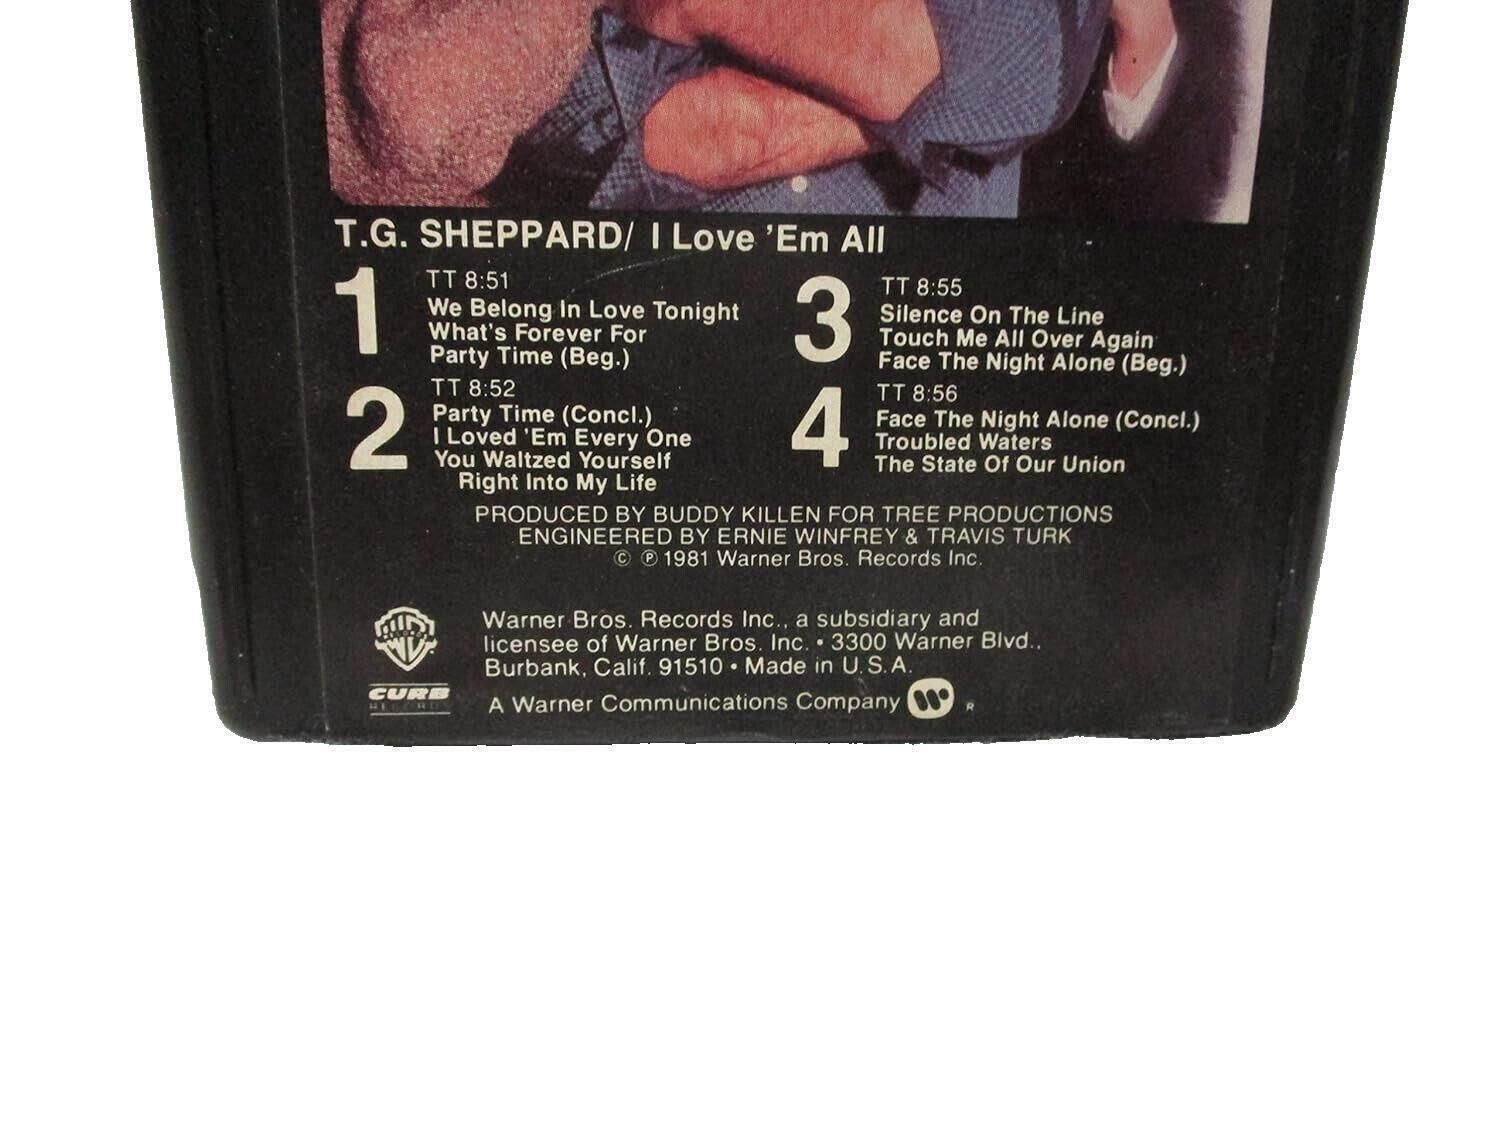 T.G. SHEPPARD/ I Love 'Em All
1
TT 8:51
We Belong In Love Tonight
What's Forever For
Party Time (Beg.)
2
TT 8:52
Party Time (Concl.)
I Loved 'Em Every One
You Waltzed Yourself
Right Into My Life
3
TT 8:55
Silence On The Line
Touch Me All Over Again
Face The Night Alone (Beg.)
4
TT 8:56
Face The Night Alone (Concl.)
Troubled Waters
The State Of Our Union
PRODUCED BY BUDDY KILLEN FOR TREE PRODUCTIONS
ENGINEERED BY ERNIE WINFREY & TRAVIS TURK
© ℗ 1981 Warner Bros. Records Inc.
Warner Bros. Records Inc., a subsidiary and
licensee of Warner Bros. Inc. • 3300 Warner Blvd.,
Burbank, Calif. 91510 • Made in U.S.A.
A Warner Communications Company
R
CURB
RECORDS